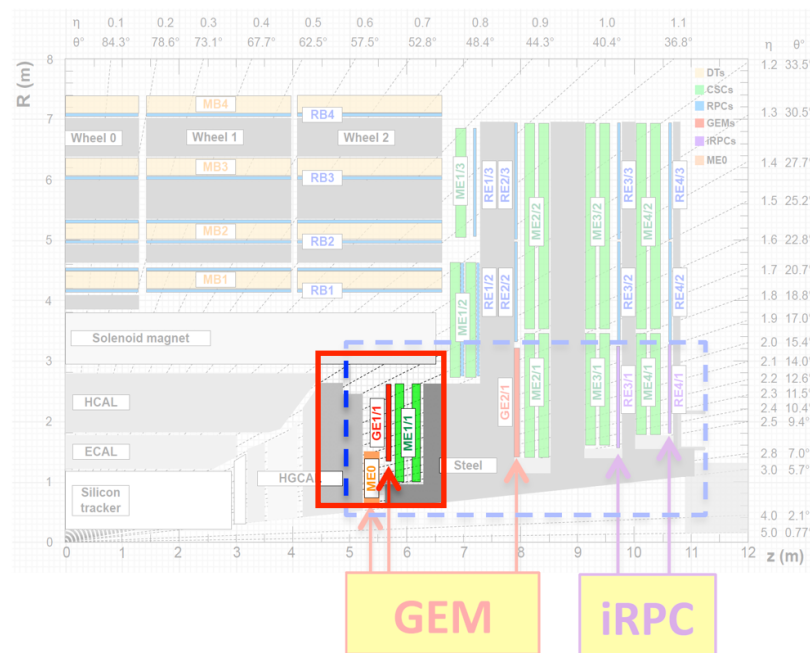 η 0.1 0.2 0.3 0.4 0.5 0.6 0.7 0.8 0.9 1.0 1.1
θ° 84.3° 78.6° 73.1° 67.7° 62.5° 57.5° 52.8° 48.4° 44.3° 40.4° 36.8° η θ°
R (m)
8
7
6
5
4
3
2
1
0
1.2 33.5°
1.3 30.5°
1.4 27.7°
1.5 25.2°
1.6 22.8°
1.7 20.7°
1.8 18.8°
1.9 17.0°
2.0 15.4°
2.1 14.0°
2.2 12.6°
2.3 11.5°
2.4 10.4°
2.5 9.4°
2.8 7.0°
3.0 5.7°
4.0 2.1°
5.0 0.77°
DTs
CSCs
RPCs
GEMs
iRPCs
ME0
MB4
RB4
Wheel 0
Wheel 1
Wheel 2
MB3
RB3
MB2
RB2
MB1
RB1
Solenoid magnet
HCAL
ECAL
HGCAL
Silicon
tracker
Steel
ME0
GE1/1
ME1/1
ME1/2
ME1/3
RE1/3
RE2/3
RE1/2
RE2/2
GE2/1
ME2/2
ME2/1
ME3/2
ME3/1
RE3/3
RE3/2
RE3/1
ME4/2
ME4/1
RE4/3
RE4/2
RE4/1
0 1 2 3 4 5 6 7 8 9 10 11 12
z (m)
GEM
iRPC